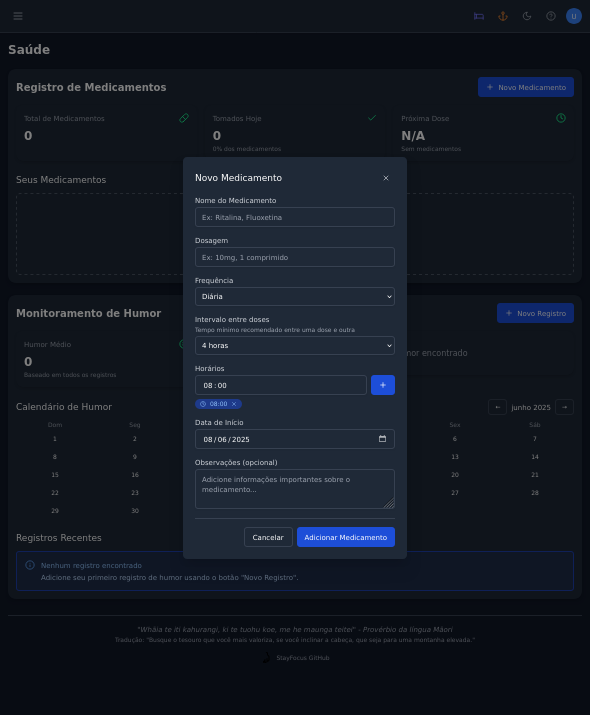 U
Saúde
Registro de Medicamentos
+ Novo Medicamento
Total de Medicamentos
0
Tomados Hoje
0
0% dos medicamentos
Próxima Dose
N/A
Sem medicamentos
Seus Medicamentos
Novo Medicamento
×
Nome do Medicamento
Ex: Ritalina, Fluoxetina
Dosagem
Ex: 10mg, 1 comprimido
Frequência
Diária
Intervalo entre doses
Tempo mínimo recomendado entre uma dose e outra
4 horas
Horários
08:00
+
08:00 ×
Data de Início
08/06/2025
Observações (opcional)
Adicione informações importantes sobre o
medicamento...
Cancelar
Adicionar Medicamento
Monitoramento de Humor
+ Novo Registro
Humor Médio
0
Baseado em todos os registros
encontrado
Calendário de Humor
← junho 2025 →
Dom Seg Sex Sáb
1 2 6 7
8 9 13 14
15 16 20 21
22 23 27 28
29 30
Registros Recentes
Nenhum registro encontrado
Adicione seu primeiro registro de humor usando o botão "Novo Registro".
"Whāia te iti kahurangi, ki te tuohu koe, me he maunga teitei" - Provérbio da língua Māori
Tradução: "Busque o tesouro que você mais valoriza, se você inclinar a cabeça, que seja para uma montanha elevada."
StayFocus GitHub